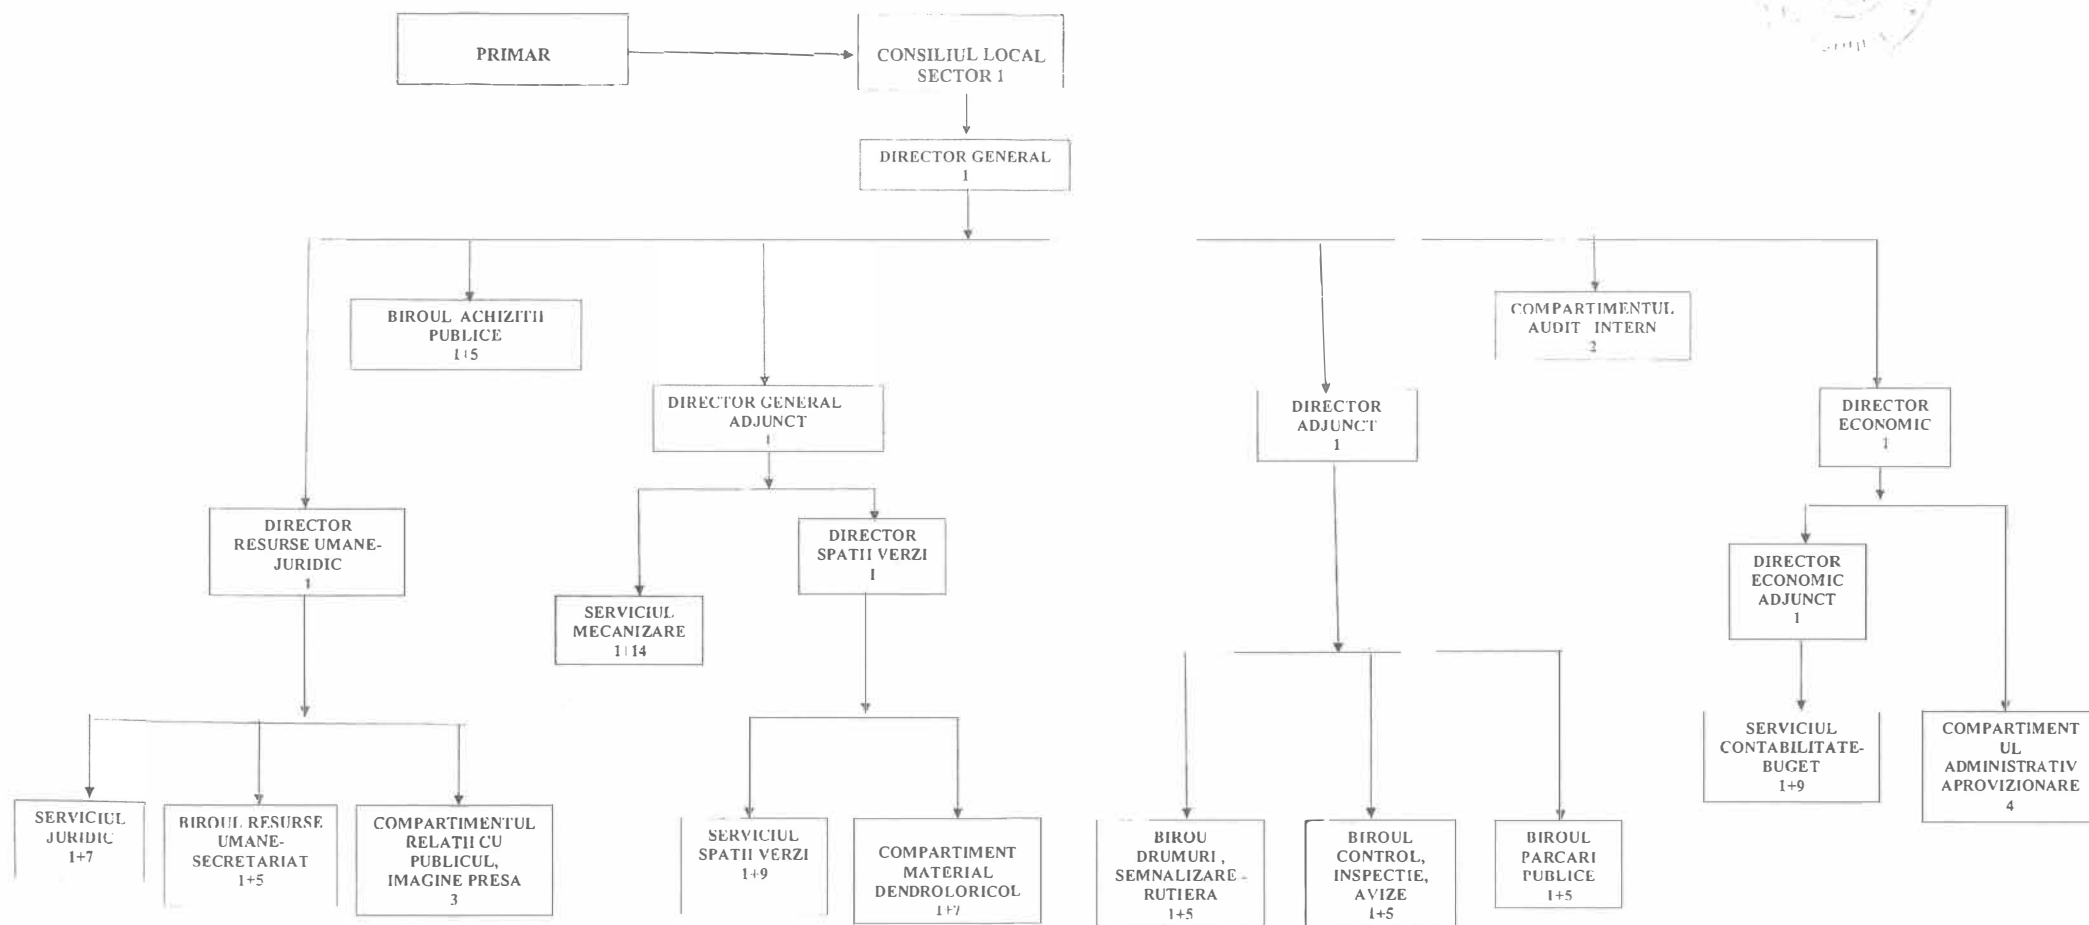 PRIMAR
CONSILIUL LOCAL
SECTOR 1
DIRECTOR GENERAL
1
BIROUL ACHIZITII
PUBLICE
1+5
COMPARTIMENTUL
AUDIT INTERN
2
DIRECTOR GENERAL
ADJUNCT
1
DIRECTOR
ADJUNCT
1
DIRECTOR
ECONOMIC
1
DIRECTOR
RESURSE UMANE-
JURIDIC
1
DIRECTOR
SPATII VERZI
1
DIRECTOR
ECONOMIC
ADJUNCT
1
SERVICIUL
MECANIZARE
1+14
SERVICIUL
CONTABILITATE-
BUGET
1+9
COMPARTIMENT
UL
ADMINISTRATIV
APROVIZIONARE
4
SERVICIUL
JURIDIC
1+7
BIROUL RESURSE
UMANE-
SECRETARIAT
1+5
COMPARTIMENTUL
RELATII CU
PUBLICUL,
IMAGINE PRESA
3
SERVICIUL
SPATII VERZI
1+9
COMPARTIMENT
MATERIAL
DENDROLORICOL
1+7
BIROU
DRUMURI ,
SEMNALIZARE -
RUTIERA
1+5
BIROUL
CONTROL,
INSPECTIE,
AVIZE
1+5
BIROUL
PARCARI
PUBLICE
1+5